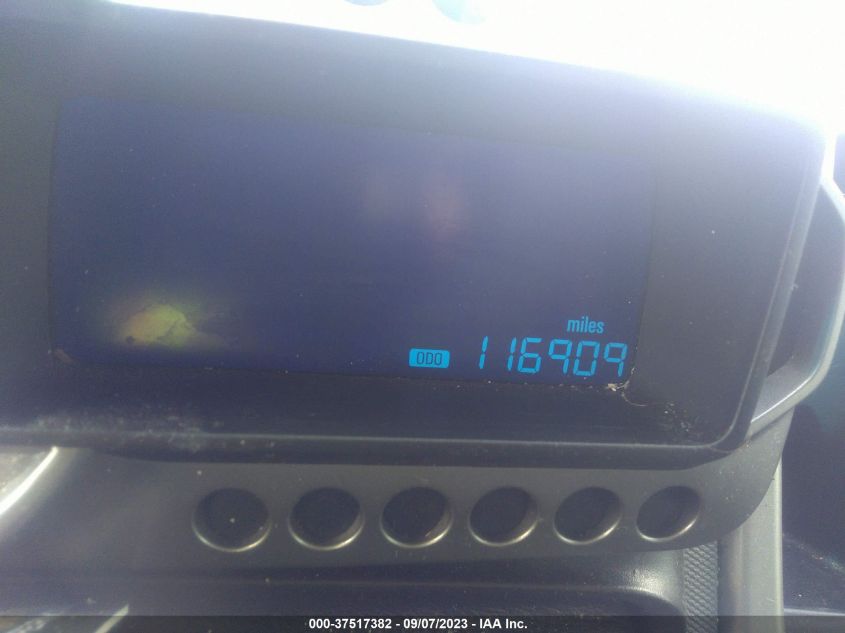 miles
ODO 116909
000-37517382 - 09/07/2023 - IAA Inc.